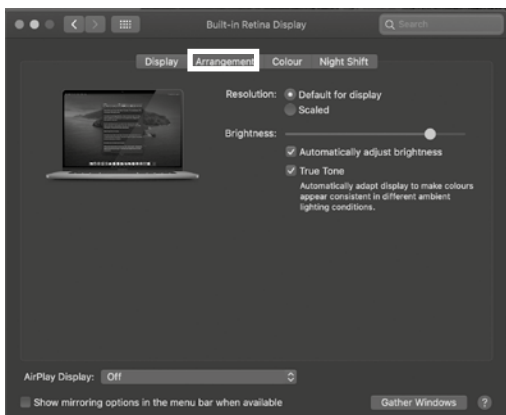 Built-in Retina Display
Search
Display Arrangement Colour Night Shift
Resolution: Default for display
Scaled
Brightness:
Automatically adjust brightness
True Tone
Automatically adapt display to make colours
appear consistent in different ambient
lighting conditions.
AirPlay Display: Off
Show mirroring options in the menu bar when available
Gather Windows ?